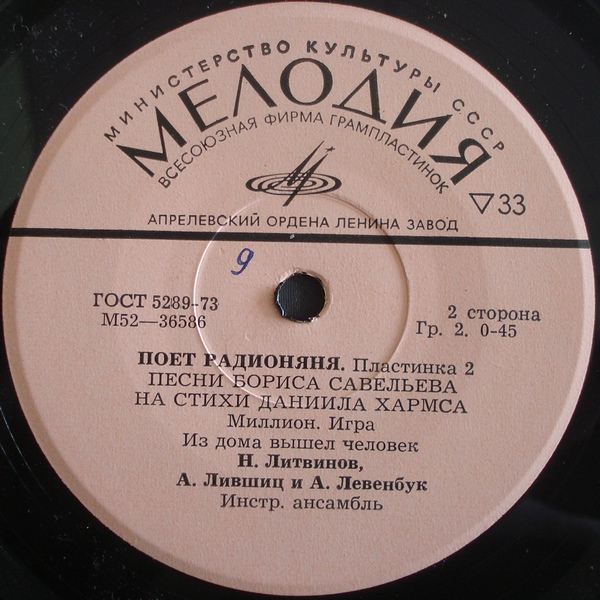 МИНИСТЕРСТВО КУЛЬТУРЫ СССР
МЕЛОДИЯ
ВСЕСОЮЗНАЯ ФИРМА ГРАМПЛАСТИНОК
33
АПРЕЛЕВСКИЙ ОРДЕНА ЛЕНИНА ЗАВОД
9
ГОСТ 5289-73
М52—36586
2 сторона
Гр. 2. 0-45
ПОЕТ РАДИОНЯНЯ. Пластинка 2
ПЕСНИ БОРИСА САВЕЛЬЕВА
НА СТИХИ ДАНИИЛА ХАРМСА
Миллион. Игра
Из дома вышел человек
Н. Литвинов,
А. Лившиц и А. Левенбук
Инстр. ансамбль